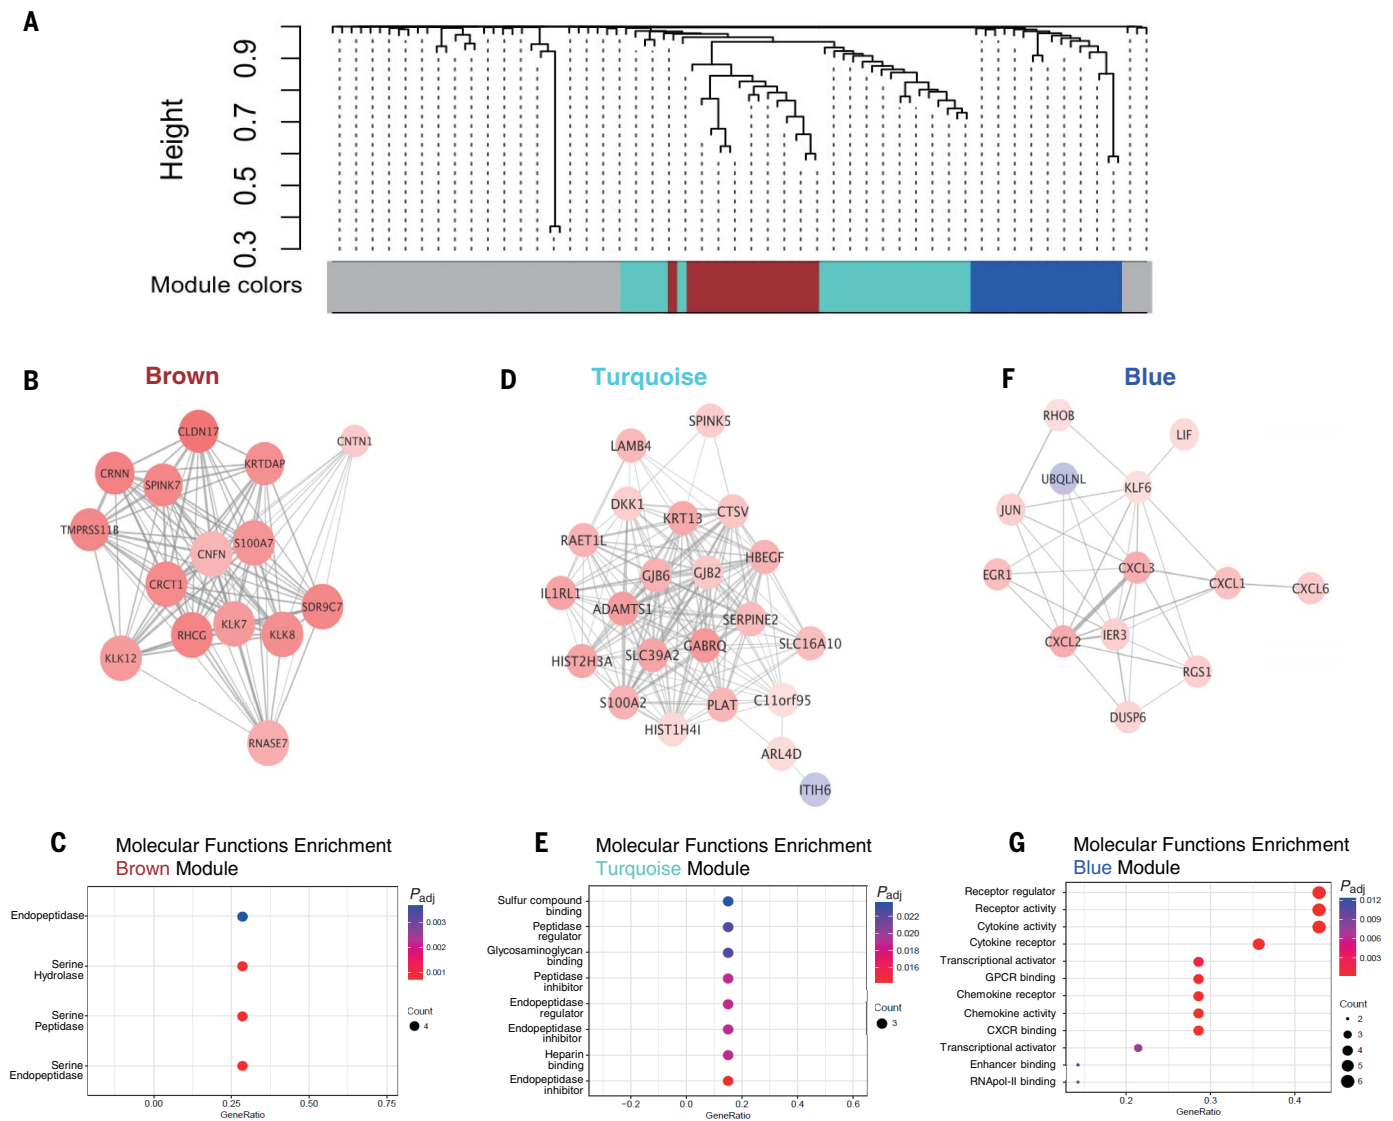 A
Height
0.9
0.7
0.5
0.3
Module colors
B
Brown
CLDN17
CNTN1
CRNN
KRTDAP
SPINK7
TMPRSS11B
S100A7
CNFN
CRCT1
SDR9C7
RHCG
KLK7
KLK8
KLK12
RNASE7
D
Turquoise
SPINK5
LAMB4
DKK1
KRT13
CTSV
RAET1L
HBEGF
GJB6
GJB2
IL1RL1
ADAMTS1
SERPINE2
SLC16A10
HIST2H3A
SLC39A2
GABRQ
S100A2
PLAT
C11orf95
HIST1H4I
ARL4D
ITIH6
F
Blue
RHOB
LIF
UBQLNL
KLF6
JUN
EGR1
CXCL3
CXCL1
CXCL6
CXCL2
IER3
RGS1
DUSP6
C
Molecular Functions Enrichment
Brown Module
Endopeptidase
Serine
Hydrolase
Serine
Peptidase
Serine
Endopeptidase
0.00
0.25
0.50
0.75
GeneRatio
Padj
0.003
0.002
0.001
Count
4
E
Molecular Functions Enrichment
Turquoise Module
Sulfur compound
binding
Peptidase
regulator
Glycosaminoglycan
binding
Peptidase
inhibitor
Endopeptidase
regulator
Endopeptidase
inhibitor
Heparin
binding
Endopeptidase
inhibitor
−0.2
0.0
0.2
0.4
0.6
GeneRatio
Padj
0.022
0.020
0.018
0.016
Count
3
G
Molecular Functions Enrichment
Blue Module
Receptor regulator
Receptor activity
Cytokine activity
Cytokine receptor
Transcriptional activator
GPCR binding
Chemokine receptor
Chemokine activity
CXCR binding
Transcriptional activator
Enhancer binding
RNApol-II binding
0.2
0.3
0.4
GeneRatio
Padj
0.012
0.009
0.006
0.003
Count
2
3
4
5
6